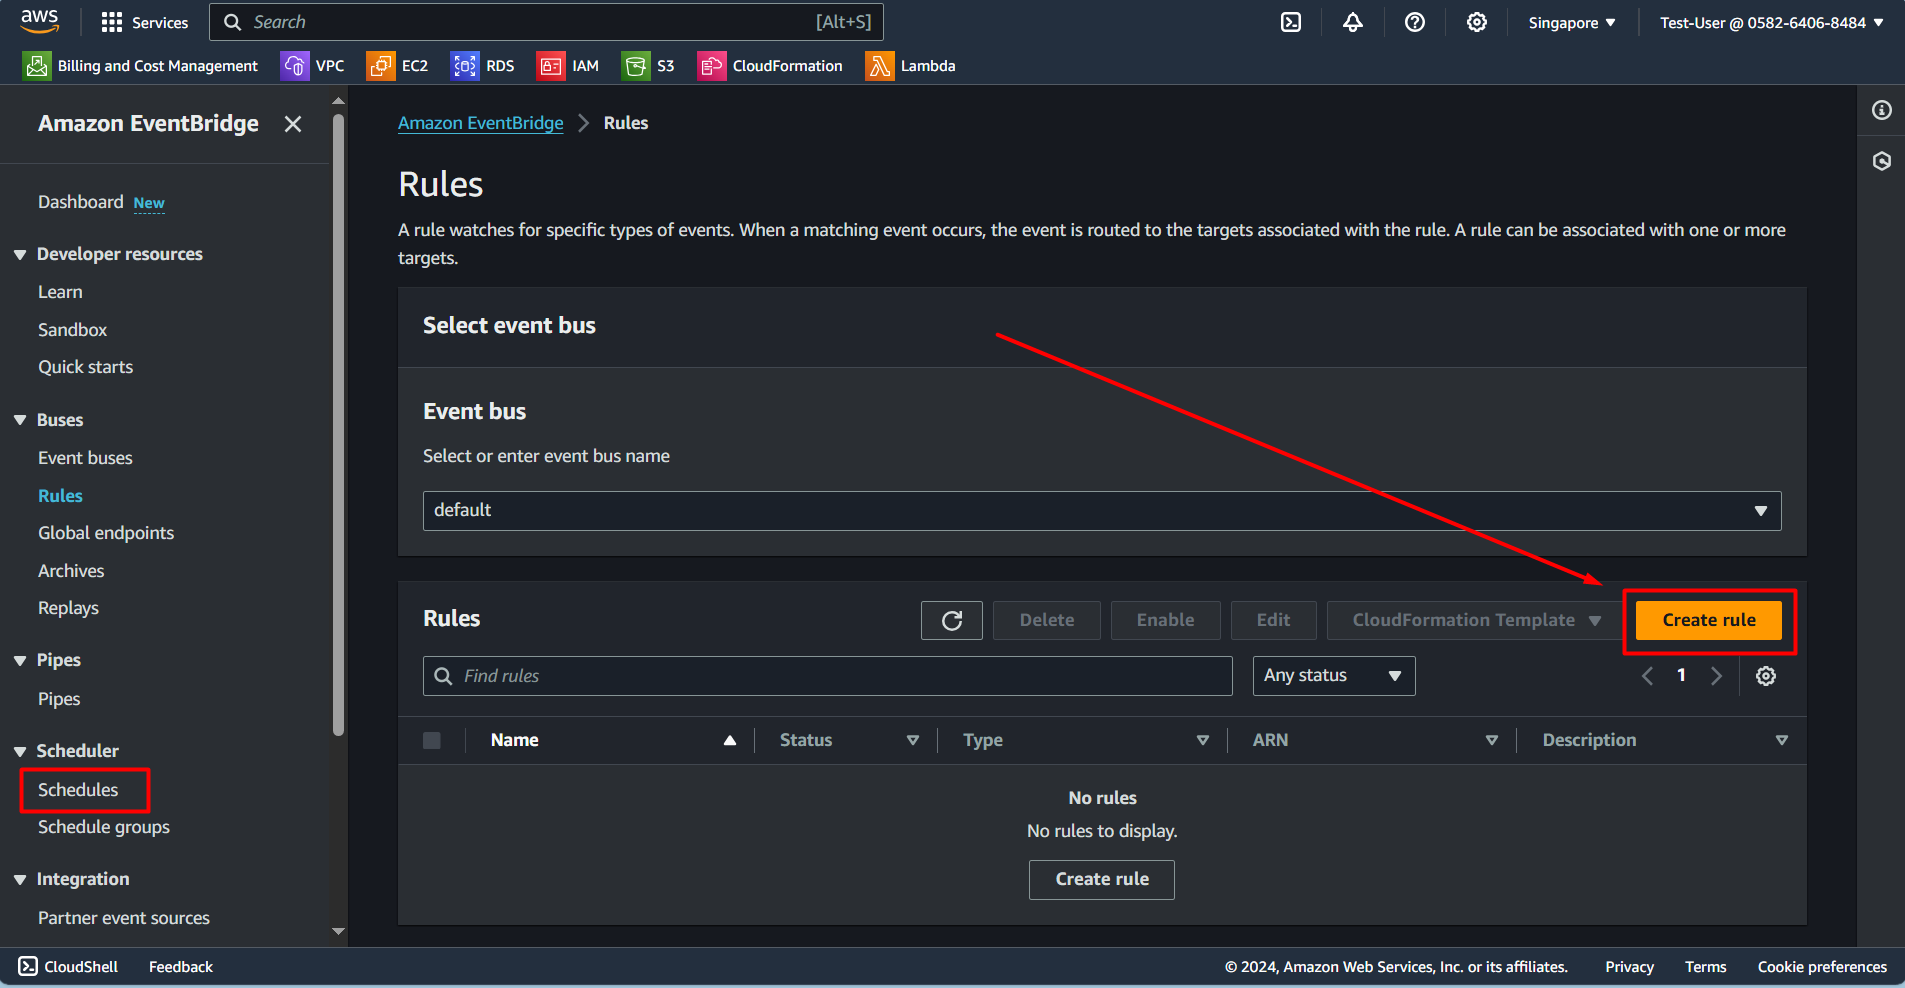 aws
Services
Search
[Alt+S]
Singapore
Test-User @ 0582-6406-8484
Billing and Cost Management
VPC
EC2
RDS
IAM
S3
CloudFormation
Lambda
Amazon EventBridge
Dashboard New
Developer resources
Learn
Sandbox
Quick starts
Buses
Event buses
Rules
Global endpoints
Archives
Replays
Pipes
Pipes
Scheduler
Schedules
Schedule groups
Integration
Partner event sources
Amazon EventBridge
Rules
Rules
A rule watches for specific types of events. When a matching event occurs, the event is routed to the targets associated with the rule. A rule can be associated with one or more
targets.
Select event bus
Event bus
Select or enter event bus name
default
Rules
Delete
Enable
Edit
CloudFormation Template
Create rule
Find rules
Any status
1
Name
Status
Type
ARN
Description
No rules
No rules to display.
Create rule
CloudShell
Feedback
© 2024, Amazon Web Services, Inc. or its affiliates.
Privacy
Terms
Cookie preferences